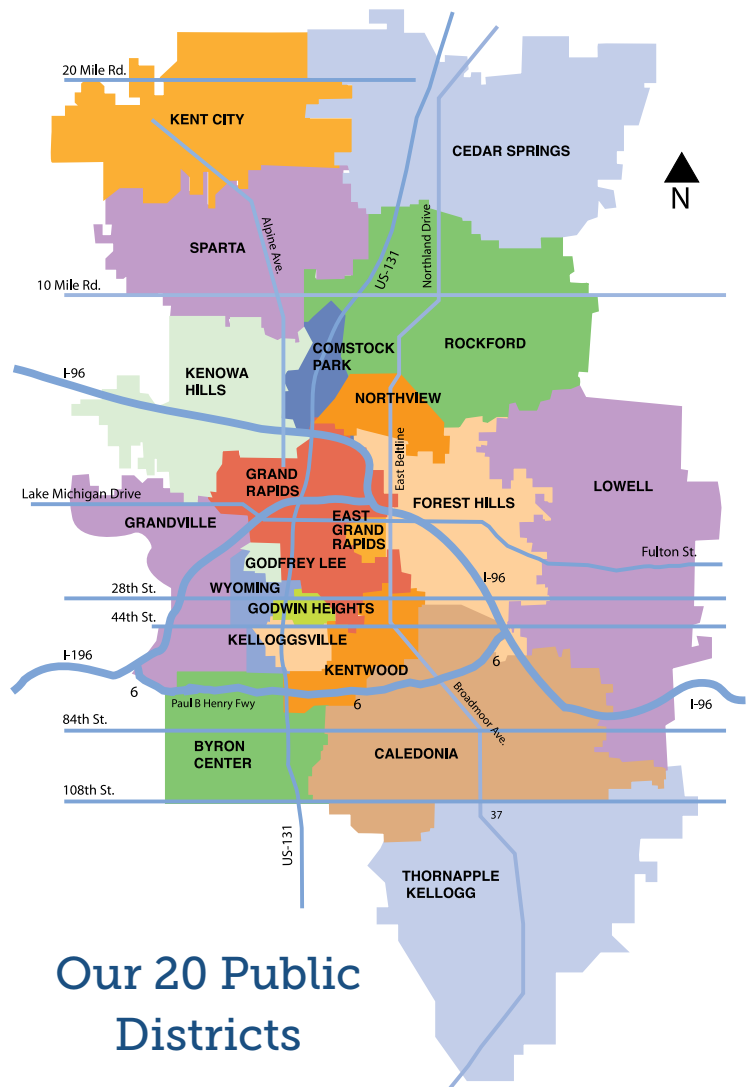 20 Mile Rd.
KENT CITY
CEDAR SPRINGS
N
Northland Drive
SPARTA
Alpine Ave.
US-131
10 Mile Rd.
COMSTOCK
PARK
ROCKFORD
I-96
KENOWA
HILLS
NORTHVIEW
East Beltline
GRAND
RAPIDS
LOWELL
Lake Michigan Drive
FOREST HILLS
GRANDVILLE
EAST
GRAND
RAPIDS
Fulton St.
GODFREY LEE
I-96
28th St.
WYOMING
GODWIN HEIGHTS
44th St.
KELLOGGSVILLE
I-196
KENTWOOD
6
6
Paul B Henry Fwy
6
Broadmoor Ave.
I-96
84th St.
BYRON
CENTER
CALEDONIA
108th St.
37
US-131
THORNAPPLE
KELLOGG
Our 20 Public
Districts